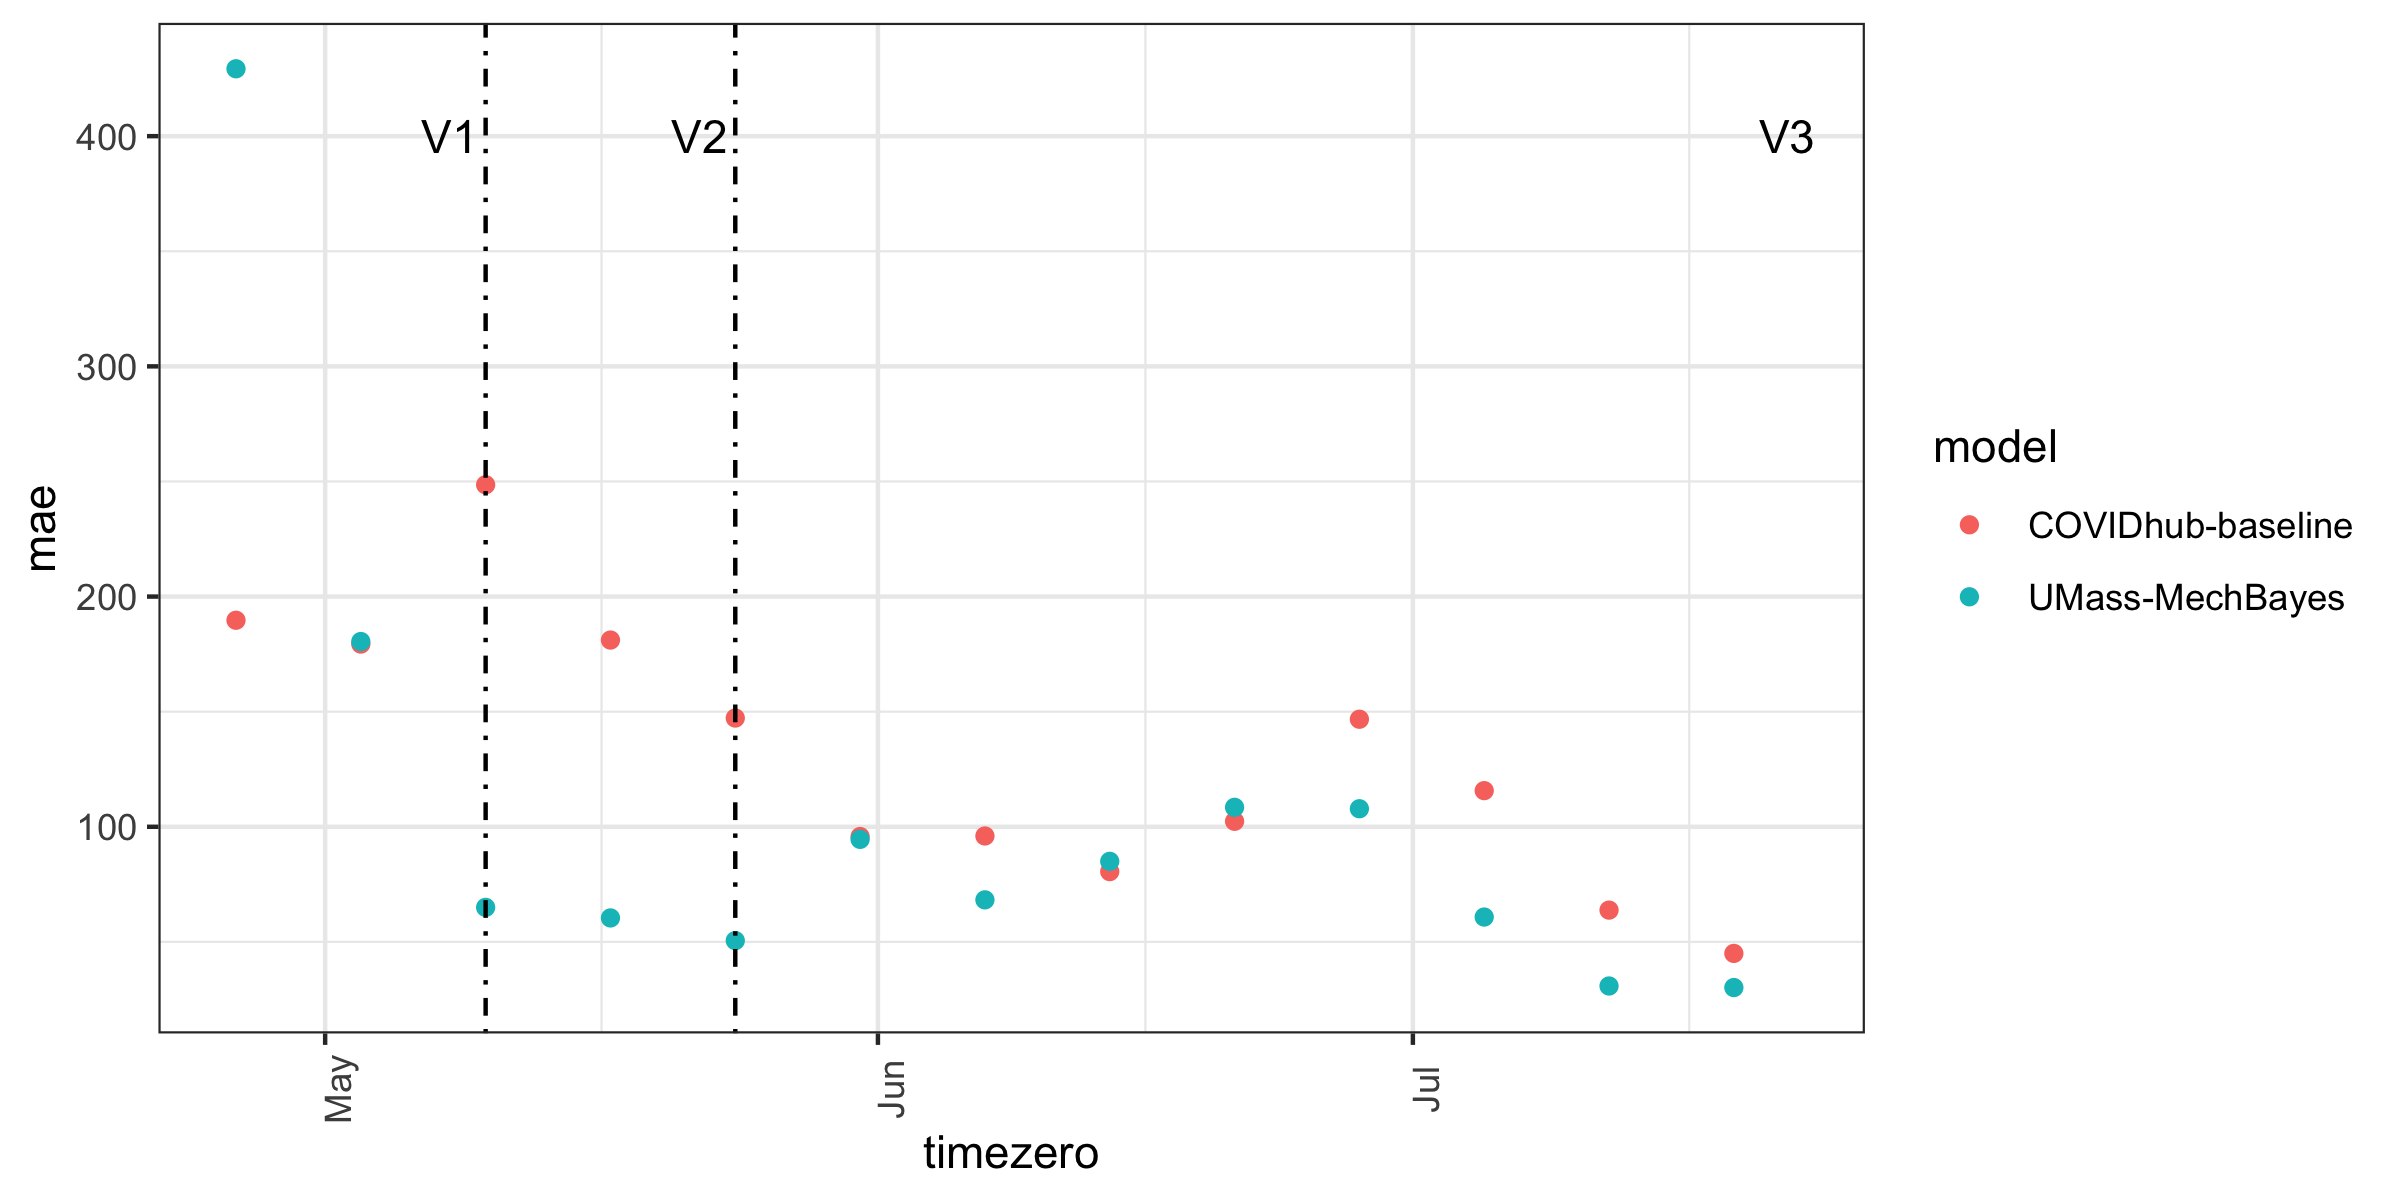 V1
V2
V3
400
300
200
100
mae
May
Jun
Jul
timezero
model
COVIDhub-baseline
UMass-MechBayes